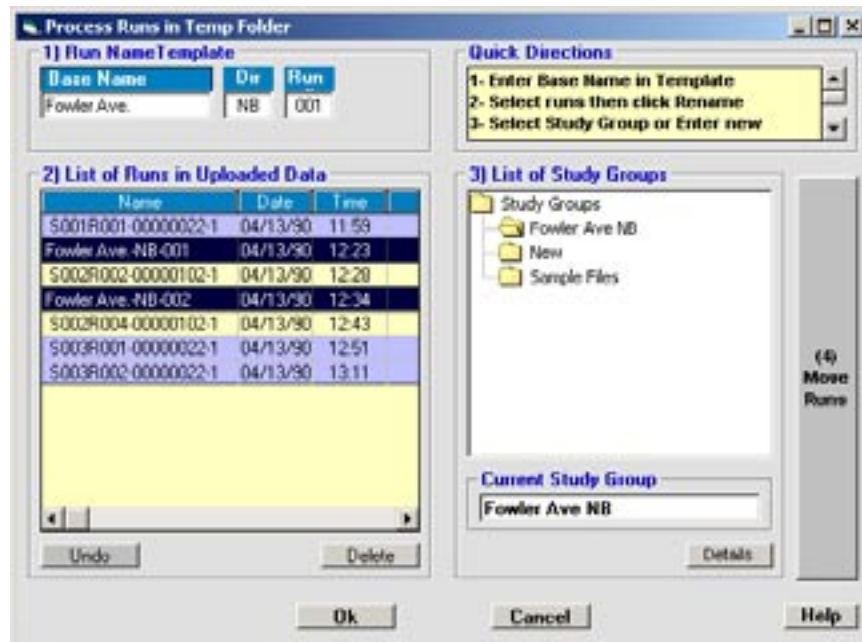 Process Runs in Temp Folder
1) Run NameTemplate
Base Name Dir Run
Fowler Ave. NB 001
Quick Directions
1- Enter Base Name in Template
2- Select runs then click Rename
3- Select Study Group or Enter new
2) List of Runs in Uploaded Data
Name Date Time
S001R001-00000022-1 04/13/90 11:59
Fowler Ave.-NB-001 04/13/90 12:23
S002R002-00000102-1 04/13/90 12:28
Fowler Ave.-NB-002 04/13/90 12:34
S002R004-00000102-1 04/13/90 12:43
S003R001-00000022-1 04/13/90 12:51
S003R002-00000022-1 04/13/90 13:11
Undo Delete
3) List of Study Groups
Study Groups
Fowler Ave NB
New
Sample Files
Current Study Group
Fowler Ave NB
Details
(4)
Move
Runs
Ok Cancel Help